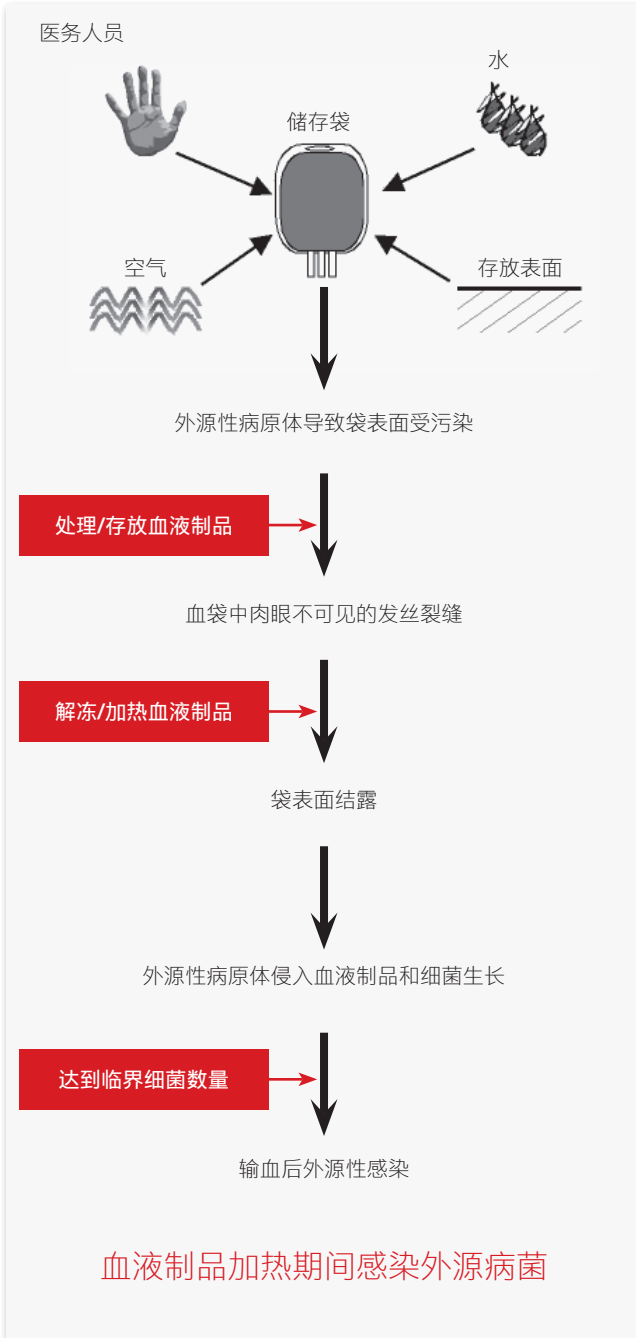 医务人员
水
储存袋
空气
存放表面
外源性病原体导致袋表面受污染
处理/存放血液制品
血袋中肉眼不可见的发丝裂缝
解冻/加热血液制品
袋表面结露
外源性病原体侵入血液制品和细菌生长
达到临界细菌数量
输血后外源性感染
血液制品加热期间感染外源病菌